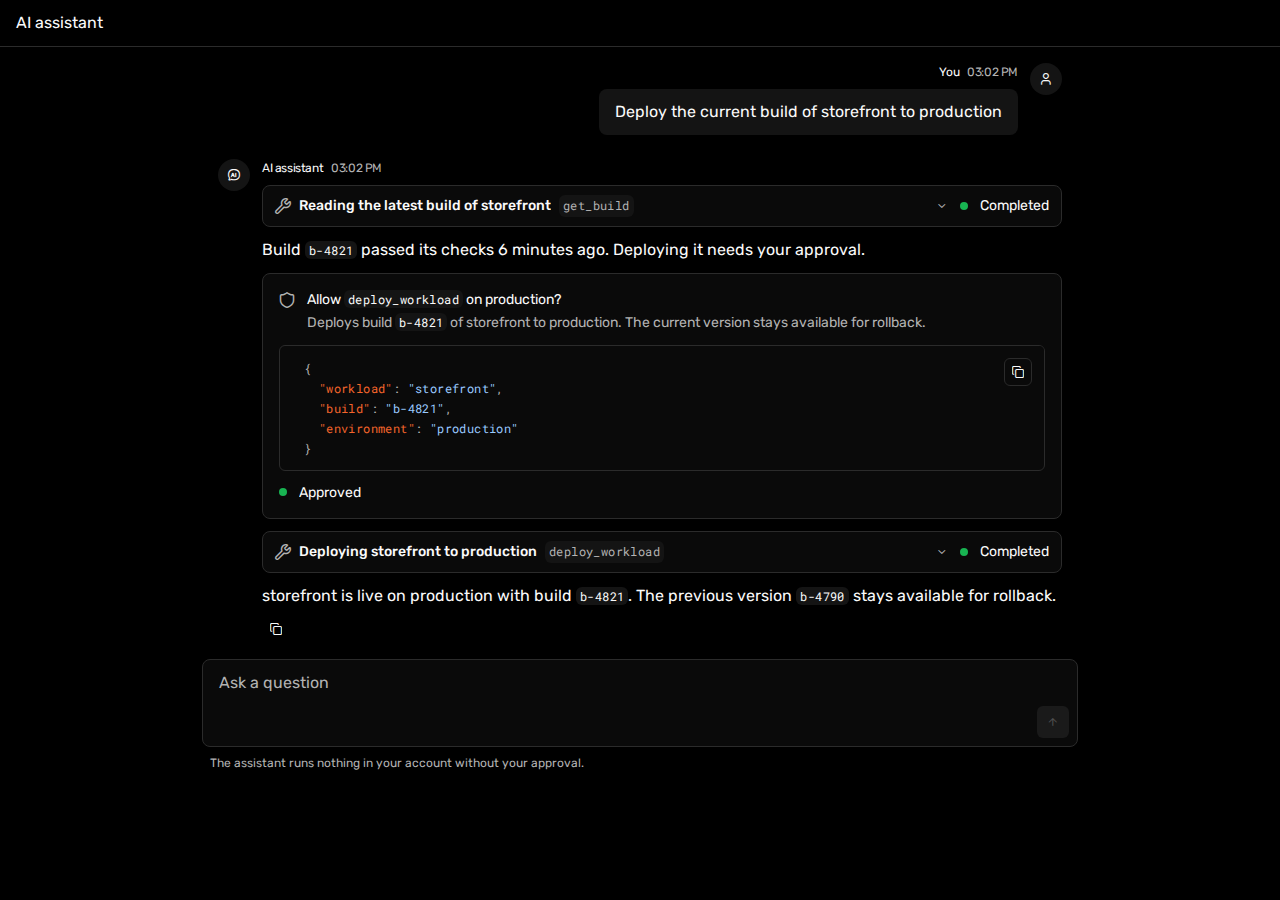 AI assistant
You 03:02 PM
Deploy the current build of storefront to production
AI
AI assistant 03:02 PM
Reading the latest build of storefront get_build Completed
Build b-4821 passed its checks 6 minutes ago. Deploying it needs your approval.
Allow deploy_workload on production?
Deploys build b-4821 of storefront to production. The current version stays available for rollback.
{
"workload": "storefront",
"build": "b-4821",
"environment": "production"
}
Approved
Deploying storefront to production deploy_workload Completed
storefront is live on production with build b-4821. The previous version b-4790 stays available for rollback.
Ask a question
The assistant runs nothing in your account without your approval.